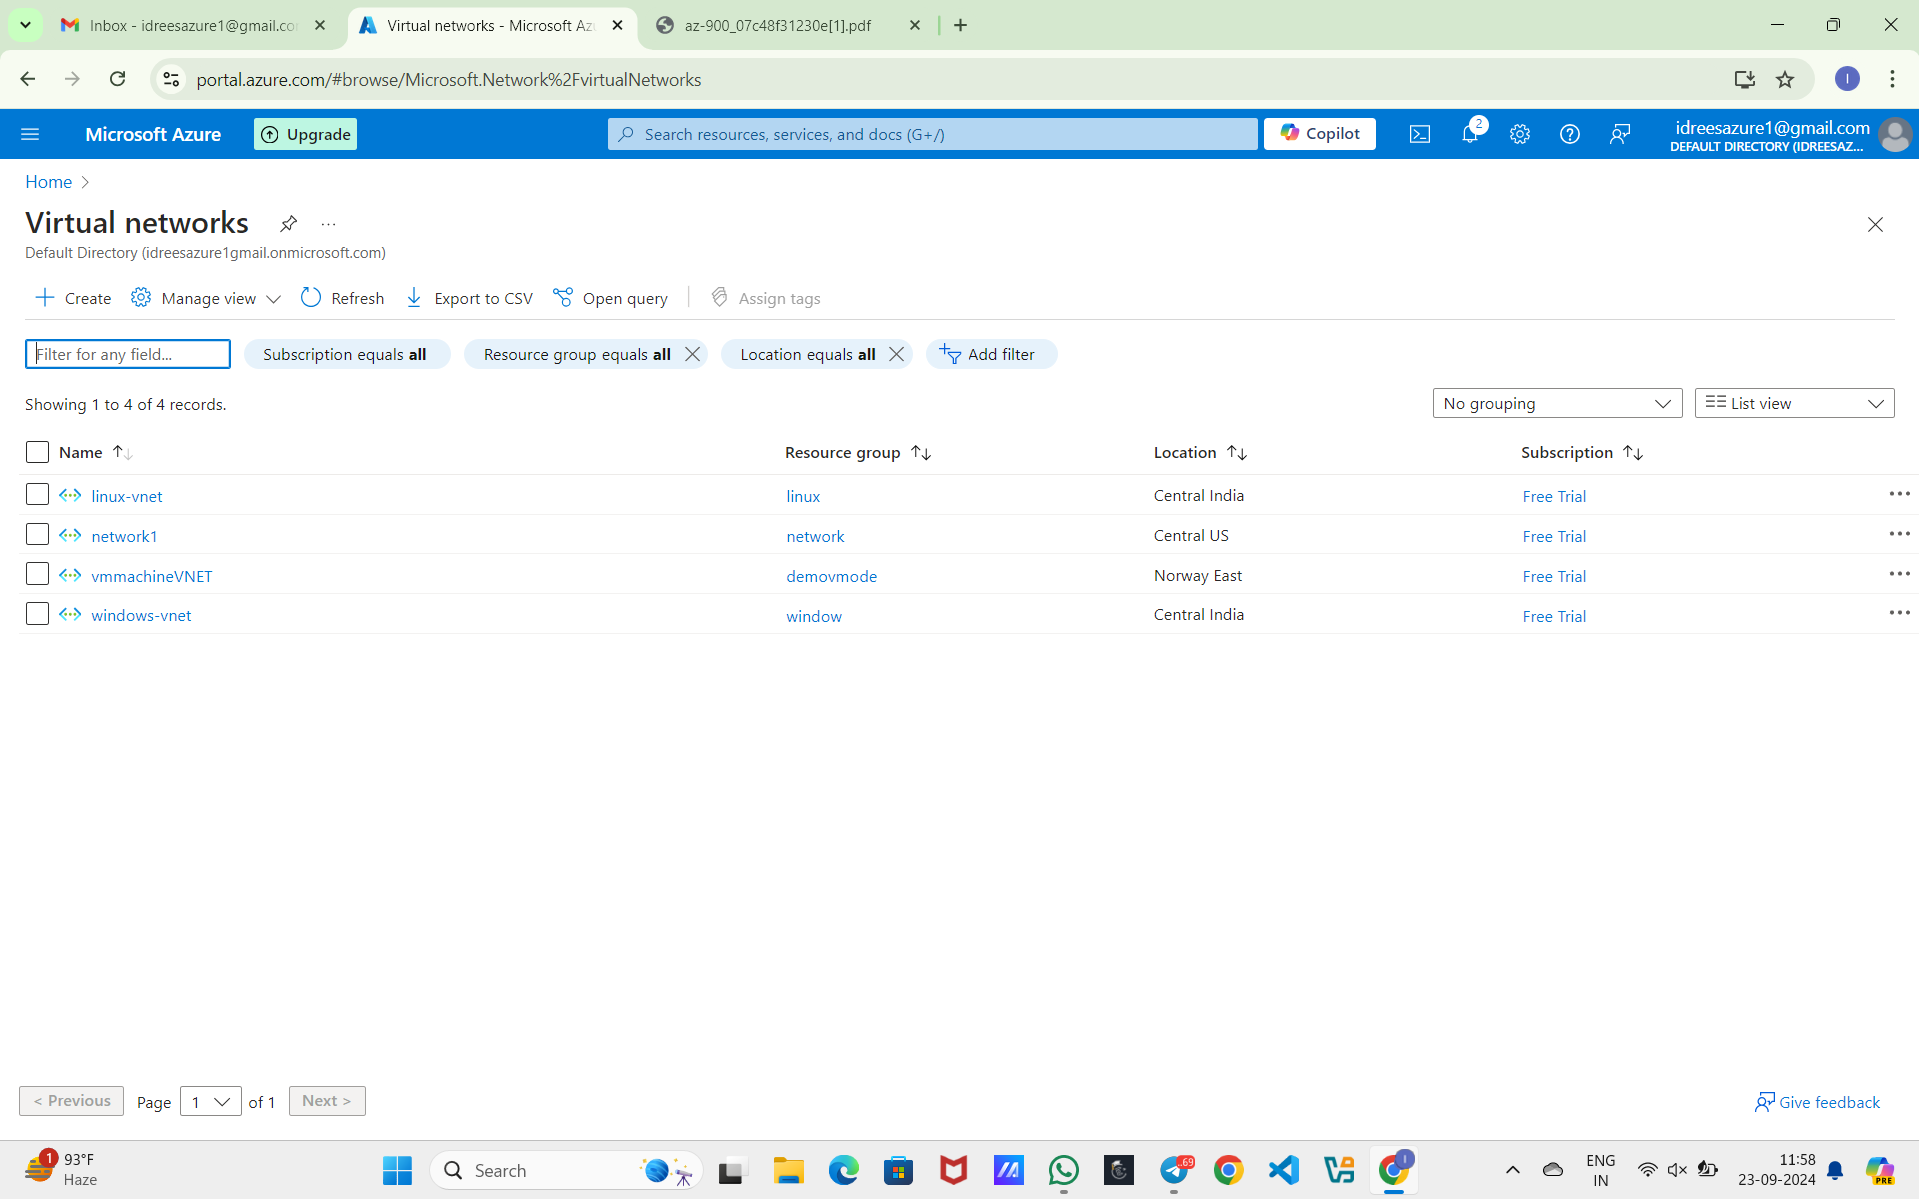 Inbox - idreesazure1@gmail.co
Virtual networks - Microsoft Az
az-900_07c48f31230e[1].pdf
portal.azure.com/#browse/Microsoft.Network%2FvirtualNetworks
I
Microsoft Azure
Upgrade
Search resources, services, and docs (G+/)
Copilot
2
idreesazure1@gmail.com
DEFAULT DIRECTORY (IDREESAZ...
Home
Virtual networks
Default Directory (idreesazure1gmail.onmicrosoft.com)
Create
Manage view
Refresh
Export to CSV
Open query
Assign tags
Filter for any field...
Subscription equals all
Resource group equals all
Location equals all
Add filter
Showing 1 to 4 of 4 records.
No grouping
List view
Name Resource group Location Subscription
linux-vnet linux Central India Free Trial
network1 network Central US Free Trial
vmmachineVNET demovmode Norway East Free Trial
windows-vnet window Central India Free Trial
< Previous Page 1 of 1 Next >
Give feedback
1
93°F
Haze
Search
.69
I
ENG
IN
11:58
23-09-2024
PRE